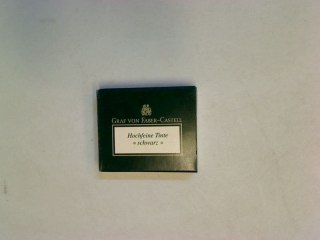 GRAF VON FABER-CASTELL
Hochfeine Tinte
« schwarz »